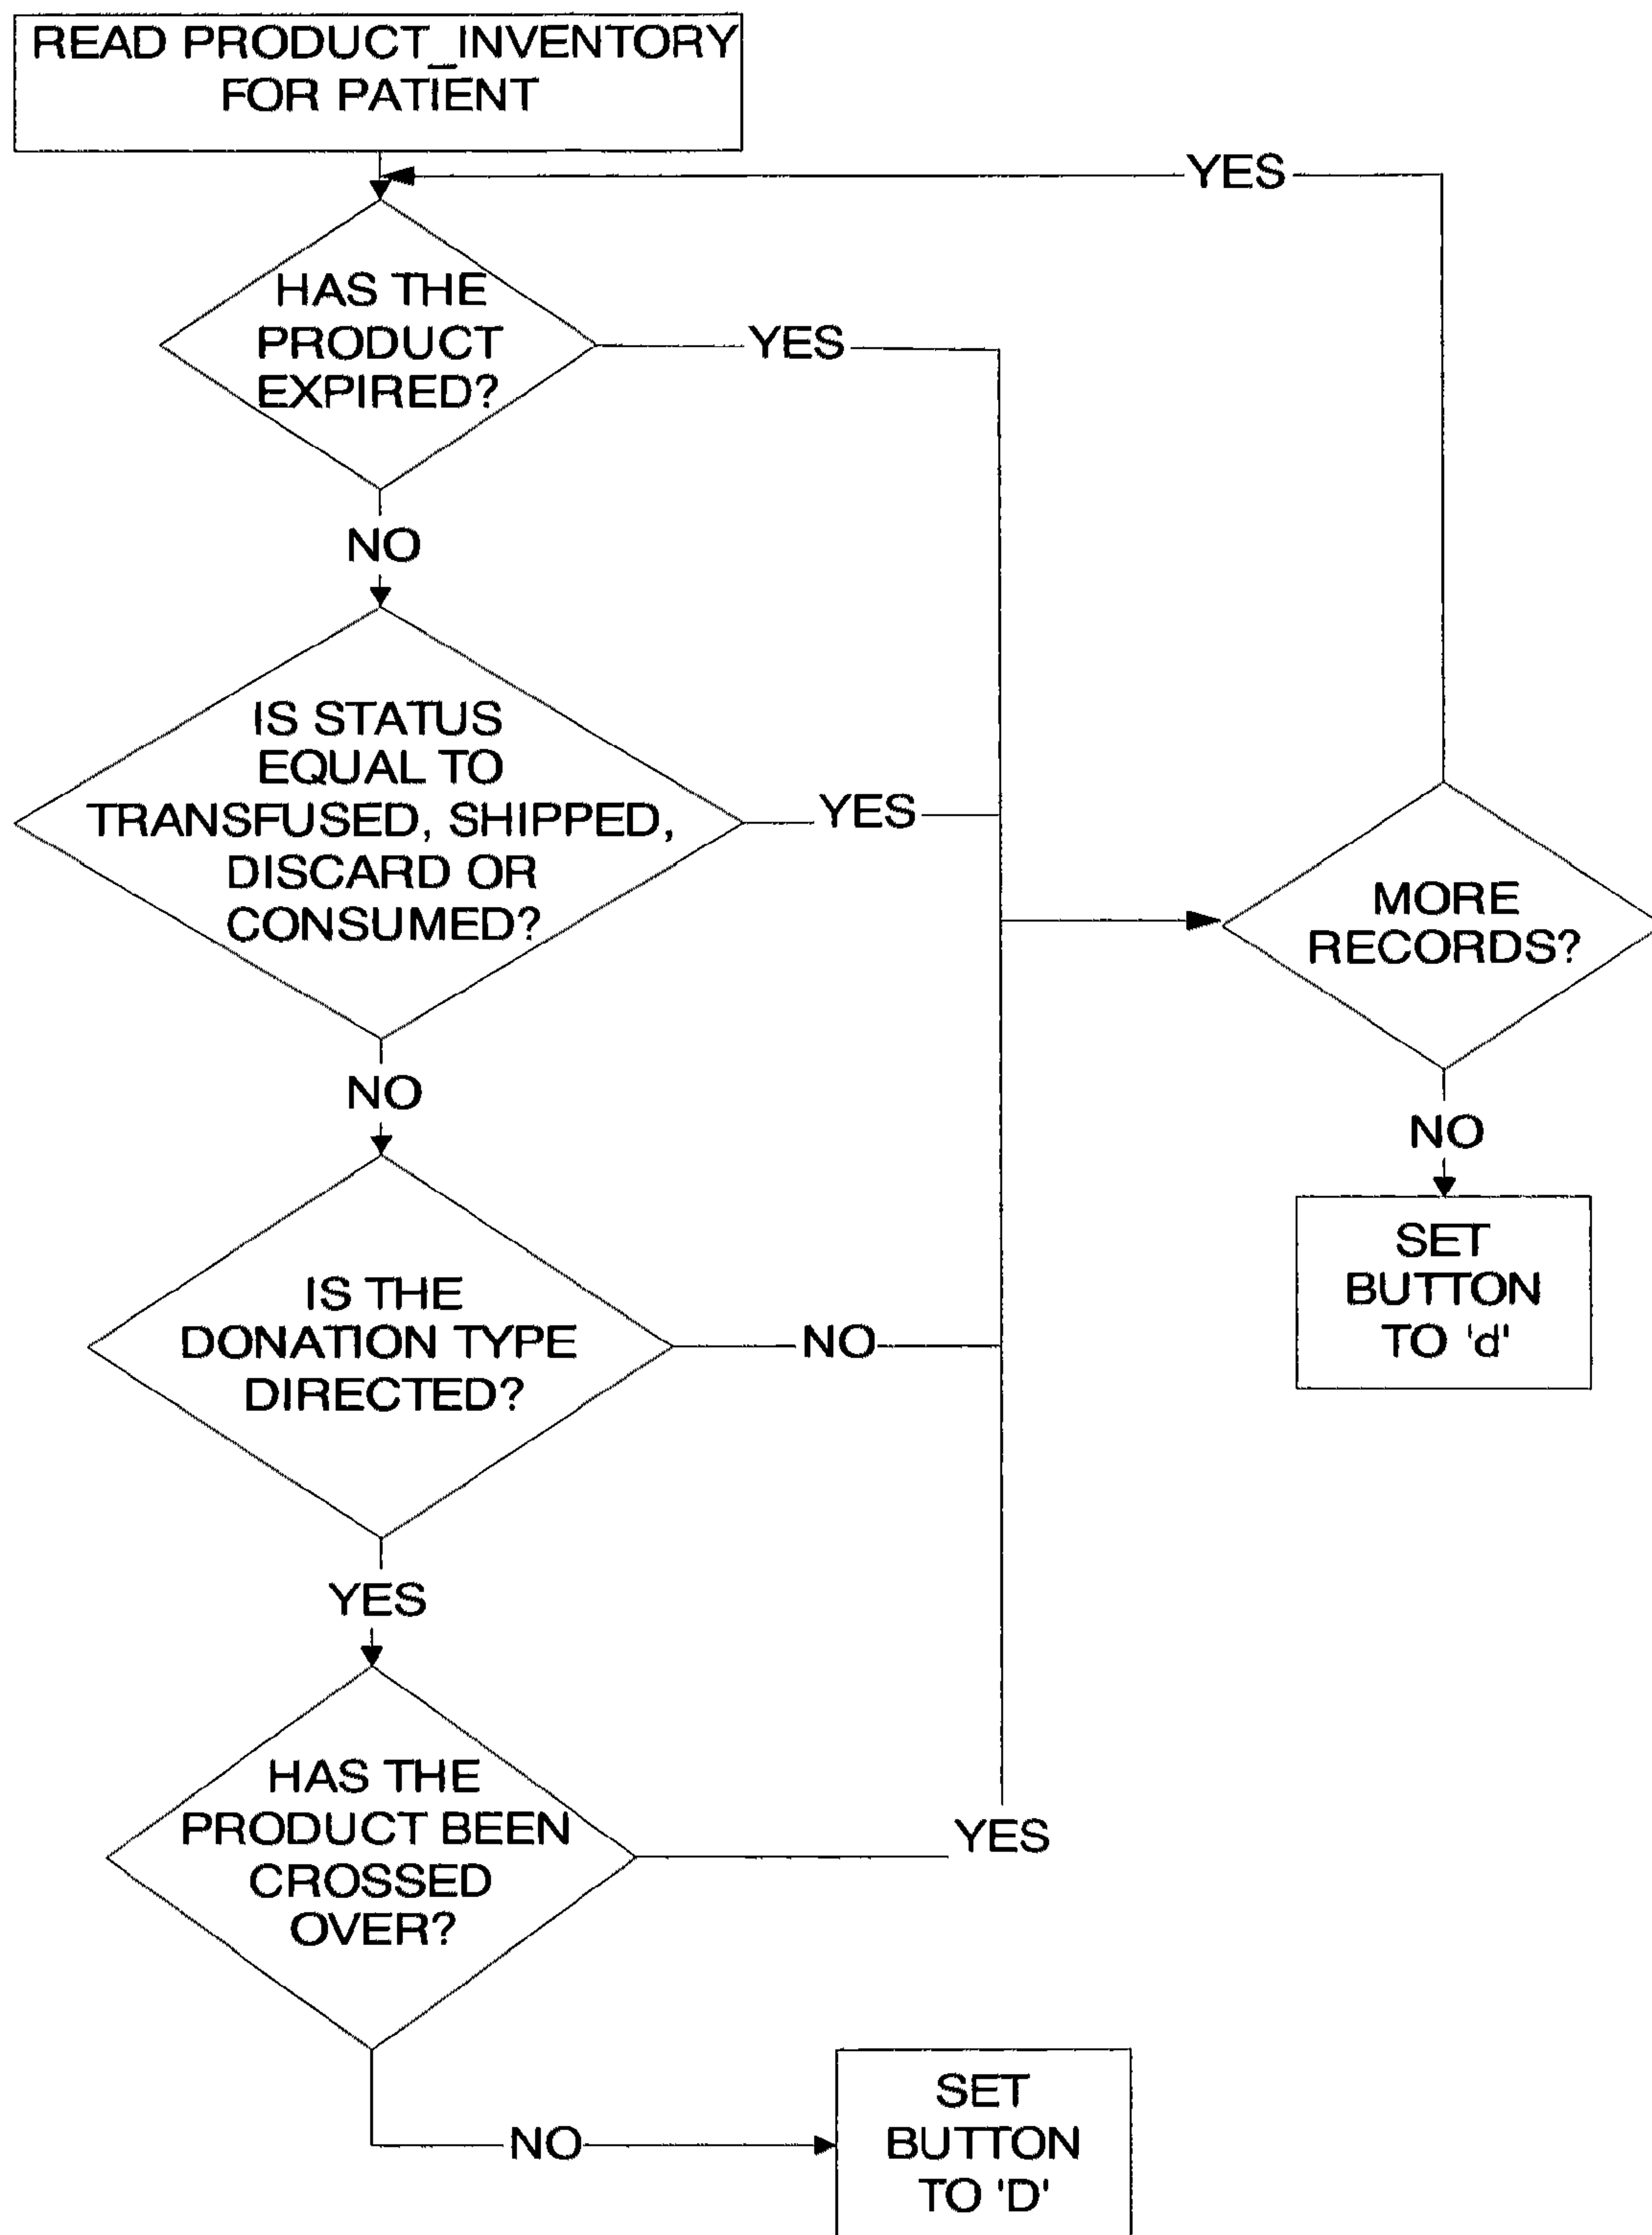 READ PRODUCT_INVENTORY
FOR PATIENT
YES
HAS THE
PRODUCT
EXPIRED?
YES
NO
IS STATUS
EQUAL TO
TRANSFUSED, SHIPPED,
DISCARD OR
CONSUMED?
YES
MORE
RECORDS?
NO
NO
SET
BUTTON
TO 'd'
IS THE
DONATION TYPE
DIRECTED?
NO
YES
HAS THE
PRODUCT BEEN
CROSSED
OVER?
YES
NO
SET
BUTTON
TO 'D'